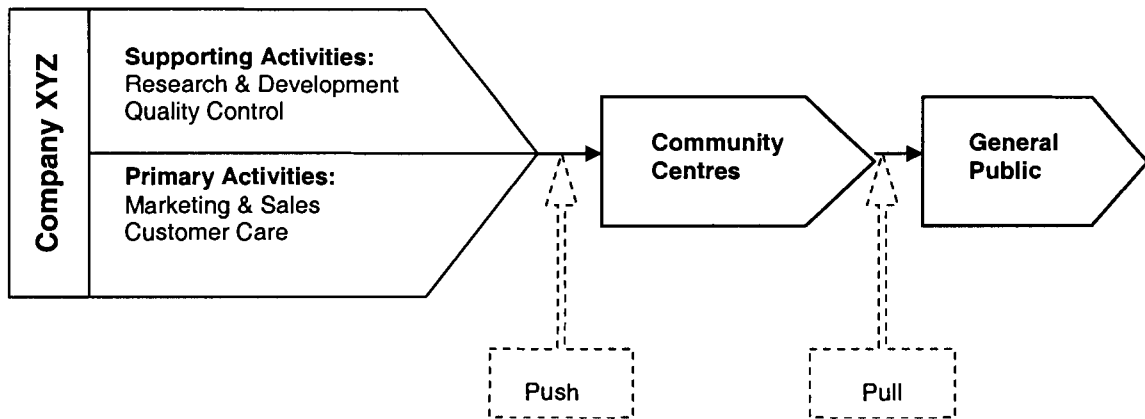 Company XYZ
Supporting Activities:
Research & Development
Quality Control
Primary Activities:
Marketing & Sales
Customer Care
Community
Centres
General
Public
Push
Pull